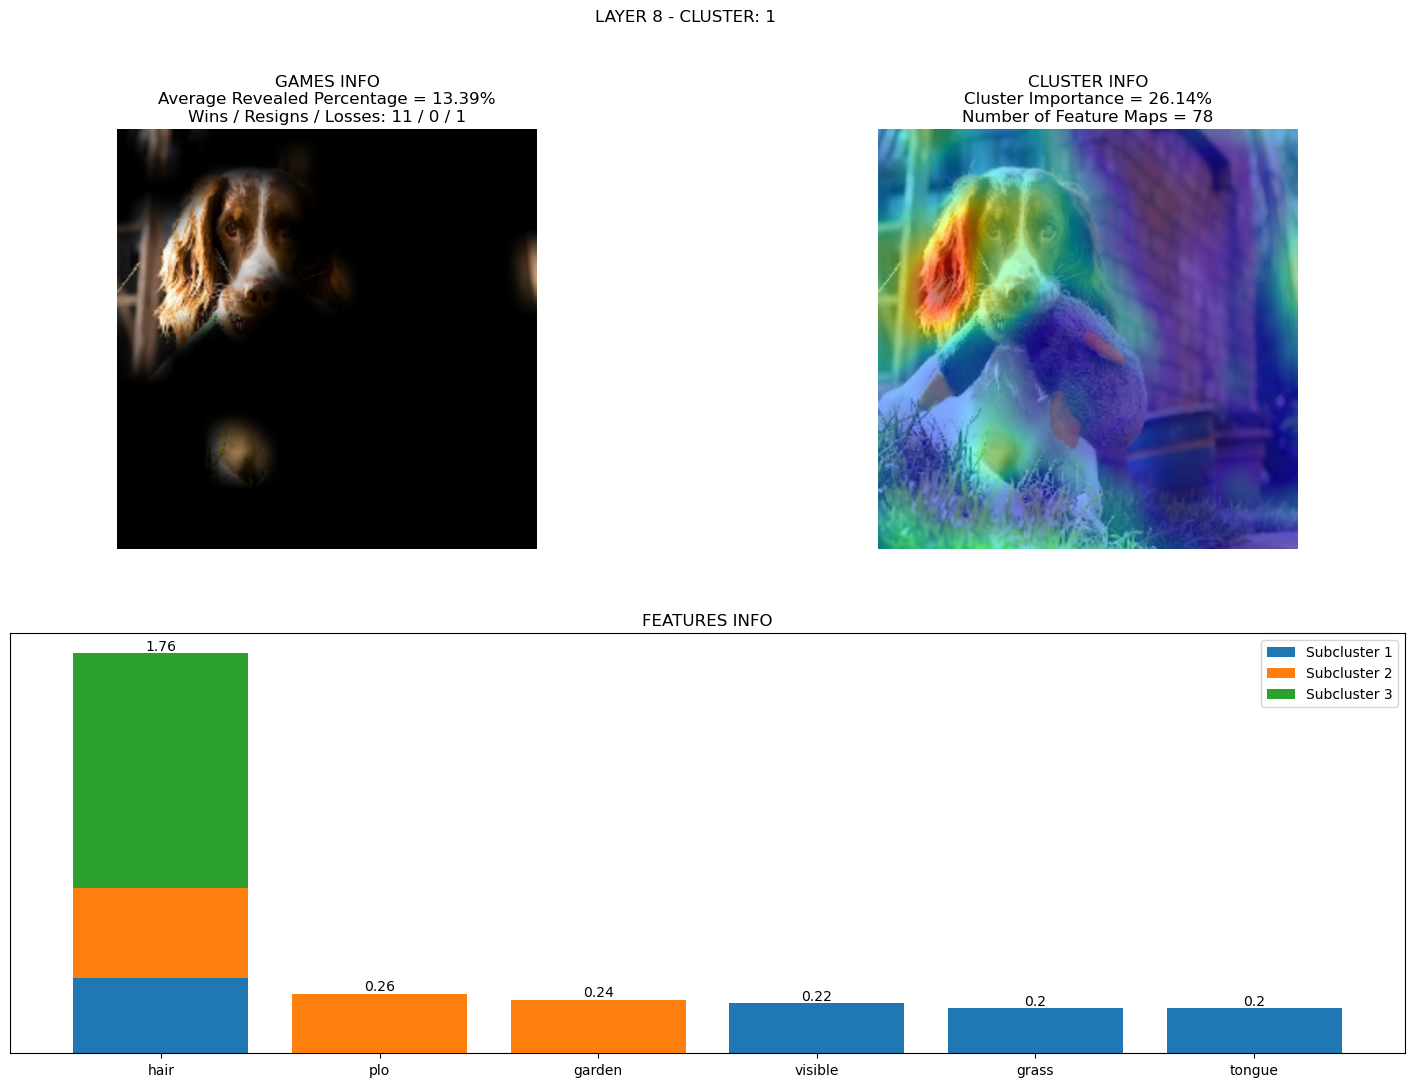 LAYER 8 - CLUSTER: 1
GAMES INFO
Average Revealed Percentage = 13.39%
Wins / Resigns / Losses: 11 / 0 / 1
CLUSTER INFO
Cluster Importance = 26.14%
Number of Feature Maps = 78
FEATURES INFO
1.76
0.26
0.24
0.22
0.2
0.2
Subcluster 1
Subcluster 2
Subcluster 3
hair
plo
garden
visible
grass
tongue